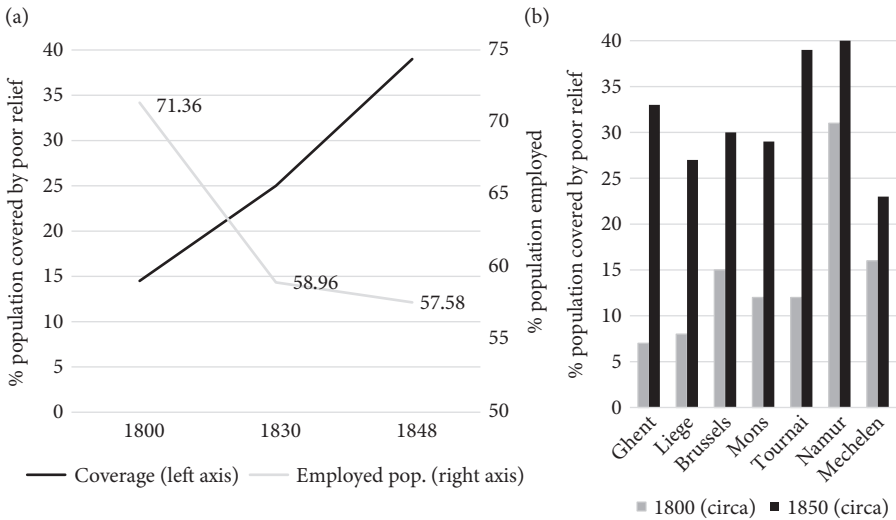 (a)
% population covered by poor relief
40
35
30
25
20
15
10
5
0
71.36
58.96
57.58
75
70
65
60
55
50
% population employed
1800
1830
1848
Coverage (left axis)
Employed pop. (right axis)
(b)
% population covered by poor relief
40
35
30
25
20
15
10
5
0
Ghent
Liege
Brussels
Mons
Tournai
Namur
Mechelen
1800 (circa)
1850 (circa)